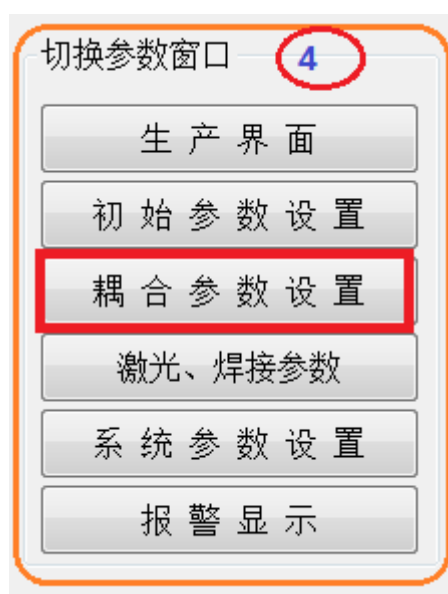 切换参数窗口 4
生产界面
初始参数设置
耦合参数设置
激光、焊接参数
系统参数设置
报警显示